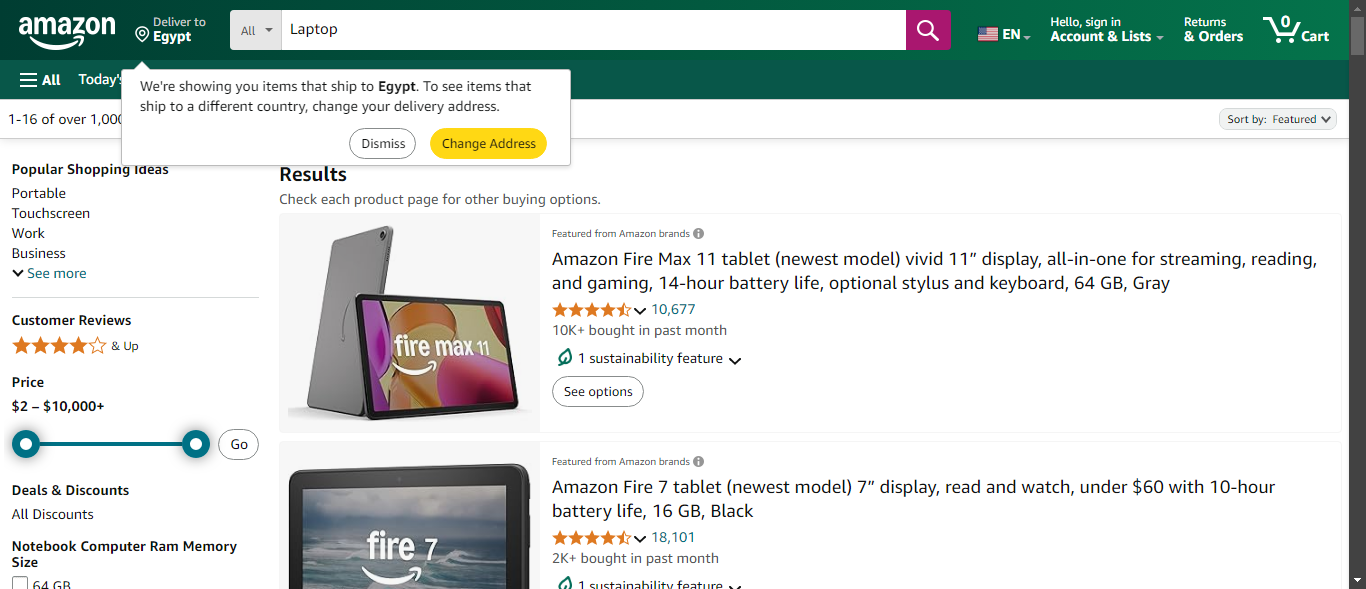 amazon
Deliver to
Egypt
All
Laptop
EN
Hello, sign in
Account & Lists
Returns
& Orders
0
Cart
All
Today's
We're showing you items that ship to Egypt. To see items that
ship to a different country, change your delivery address.
Dismiss
Change Address
1-16 of over 1,000
Sort by: Featured
Popular Shopping Ideas
Portable
Touchscreen
Work
Business
See more
Customer Reviews
& Up
Price
$2 – $10,000+
Go
Deals & Discounts
All Discounts
Notebook Computer Ram Memory
Size
64 GB
Results
Check each product page for other buying options.
fire max 11
Featured from Amazon brands
Amazon Fire Max 11 tablet (newest model) vivid 11” display, all-in-one for streaming, reading,
and gaming, 14-hour battery life, optional stylus and keyboard, 64 GB, Gray
10,677
10K+ bought in past month
1 sustainability feature
See options
fire 7
Featured from Amazon brands
Amazon Fire 7 tablet (newest model) 7” display, read and watch, under $60 with 10-hour
battery life, 16 GB, Black
18,101
2K+ bought in past month
1 sustainability feature